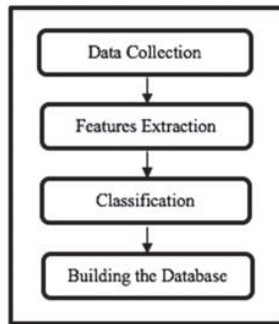 Data Collection
Features Extraction
Classification
Building the Database